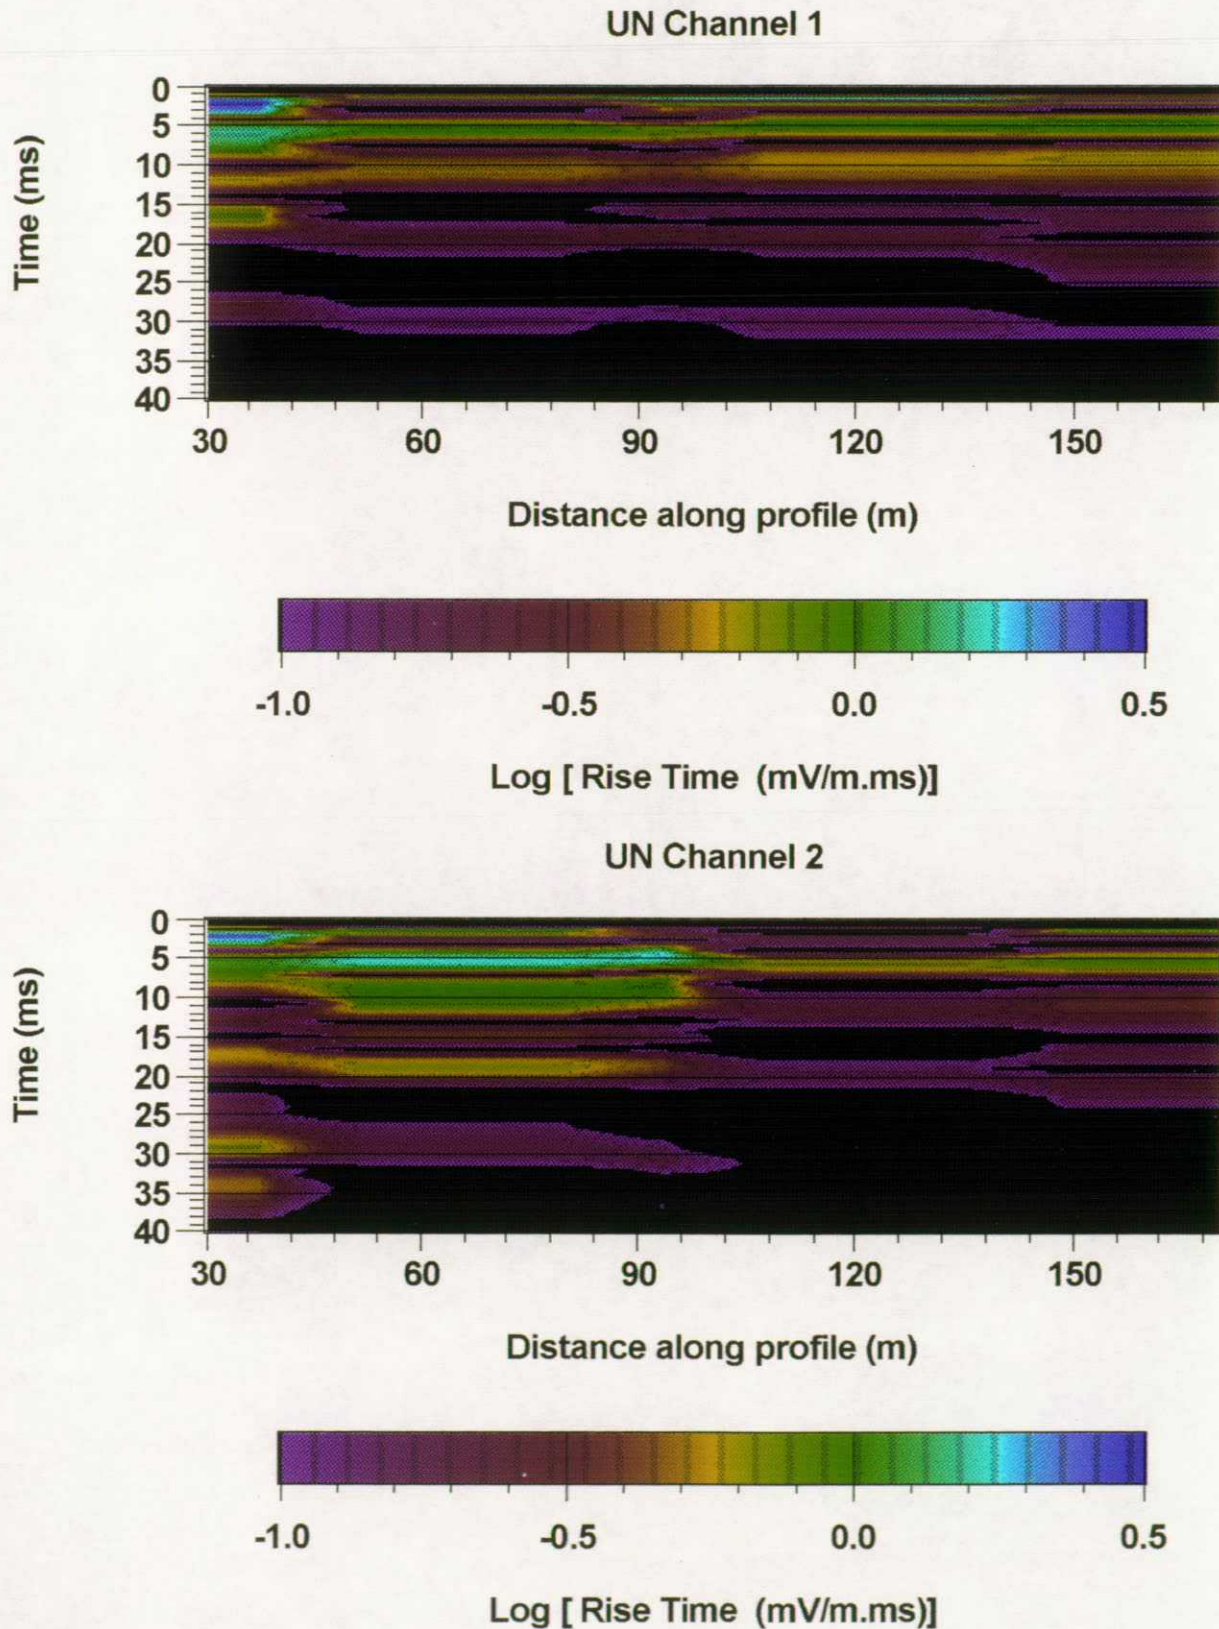 UN Channel 1
Time (ms)
0
5
10
15
20
25
30
35
40
30 60 90 120 150
Distance along profile (m)
-1.0 -0.5 0.0 0.5
Log [ Rise Time (mV/m.ms)]
UN Channel 2
Time (ms)
0
5
10
15
20
25
30
35
40
30 60 90 120 150
Distance along profile (m)
-1.0 -0.5 0.0 0.5
Log [ Rise Time (mV/m.ms)]